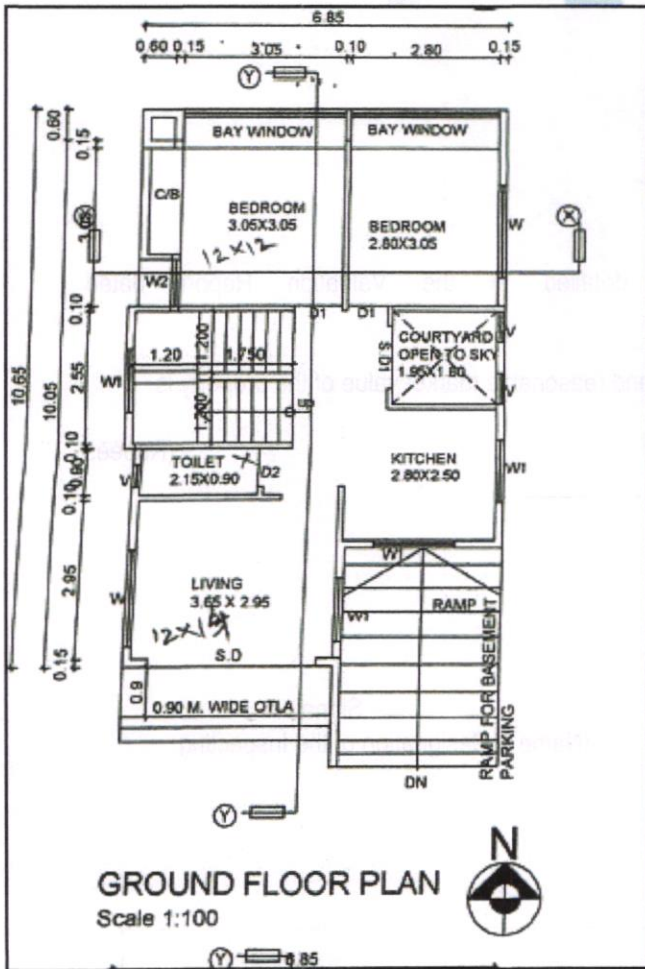 6.85
0.60 0.15 3.05 0.10 2.80 0.15
Y
BAY WINDOW BAY WINDOW
0.60
0.15
C/B
BEDROOM
3.05X3.05
12X12
BEDROOM
2.80X3.05
W
X
X
W2
D1 D1
0.10
COURTYARD
OPEN TO SKY
1.95X1.60
V
V
S.D1
1.20 1.200 1.750
1.200
W1
10.65
10.05
2.55
0.10
TOILET
2.15X0.90
D2
V
0.90
0.10
KITCHEN
2.80X2.50
W1
W
LIVING
3.65 X 2.95
12X14
W
W1
2.95
S.D
0.15
RAMP
RAMP FOR BASEMENT
PARKING
0.9
0.90 M. WIDE OTLA
DN
Y
N
GROUND FLOOR PLAN
Scale 1:100
Y 6.85